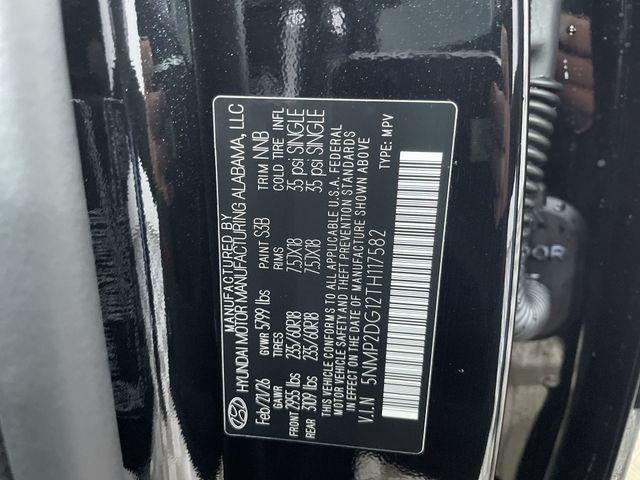 MANUFACTURED BY
HYUNDAI MOTOR MANUFACTURING ALABAMA, LLC
Feb/21/26 GVWR 5799 lbs PAINT S3B TRIM NNB
GAWR TIRES RIMS COLD TIRE INFL
FRONT 2955 lbs 235/60R18 7.5JX18 35 psi SINGLE
REAR 3109 lbs 235/60R18 7.5JX18 35 psi SINGLE
THIS VEHICLE CONFORMS TO ALL APPLICABLE U.S.A. FEDERAL
MOTOR VEHICLE SAFETY AND THEFT PREVENTION STANDARDS
IN EFFECT ON THE DATE OF MANUFACTURE SHOWN ABOVE
V.I.N 5NMP2DG12TH117582 TYPE: MPV